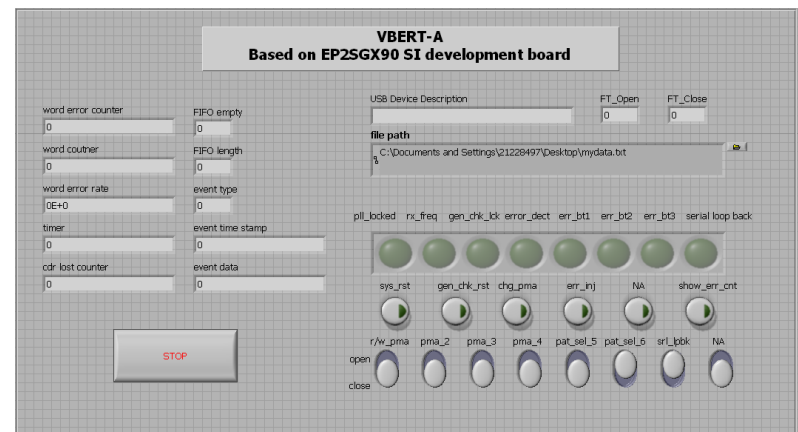 VBERT-A
Based on EP2SGX90 SI development board
word error counter
0
FIFO empty
0
word coutner
0
FIFO length
0
word error rate
0E+0
event type
0
timer
0
event time stamp
0
cdr lost counter
0
event data
0
STOP
USB Device Description
FT_Open
0
FT_Close
0
file path
C:\Documents and Settings\21228497\Desktop\mydata.txt
pll_locked rx_freq gen_chk_lck error_dect err_bt1 err_bt2 err_bt3 serial loop back
sys_rst gen_chk_rst chg_pma err_inj NA show_err_cnt
r/w_pma pma_2 pma_3 pma_4 pat_sel_5 pat_sel_6 srl_lpbk NA
open
close